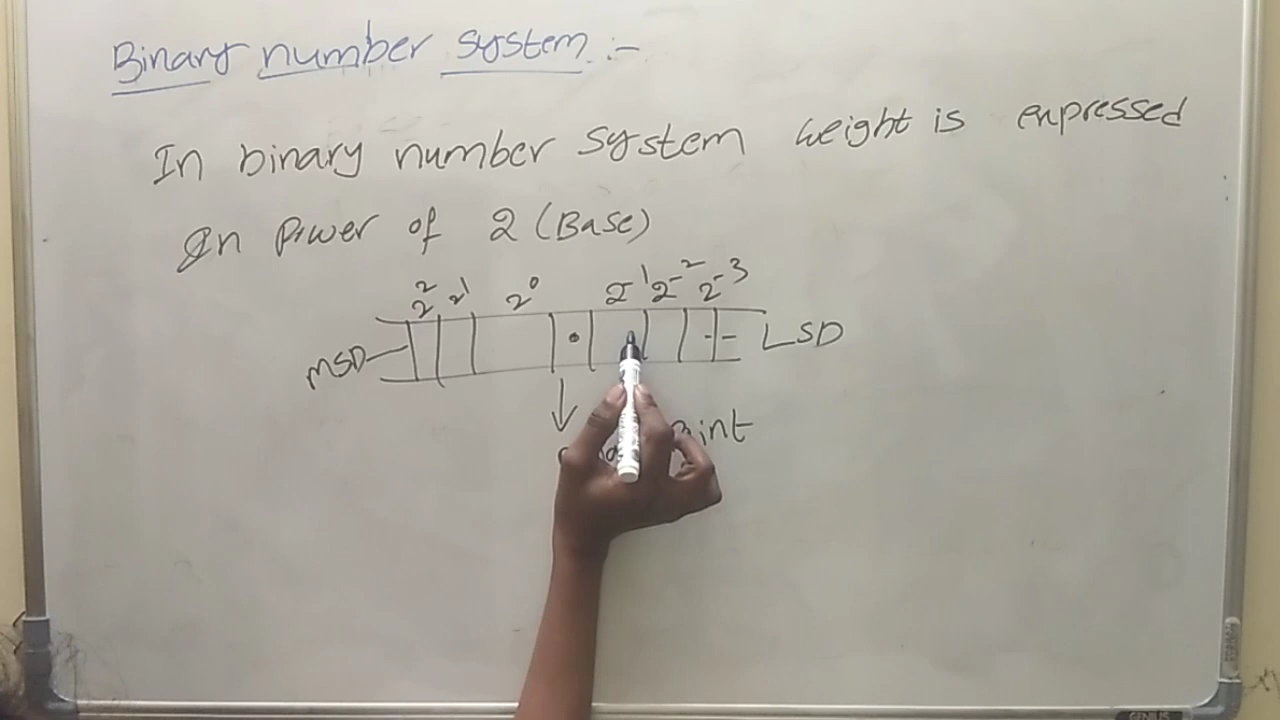 Binary number system :-
In binary number system weight is expressed
In Power of 2 (Base)
2² 2¹ 2⁰ 2⁻¹ 2⁻² 2⁻³
MSD . LSD